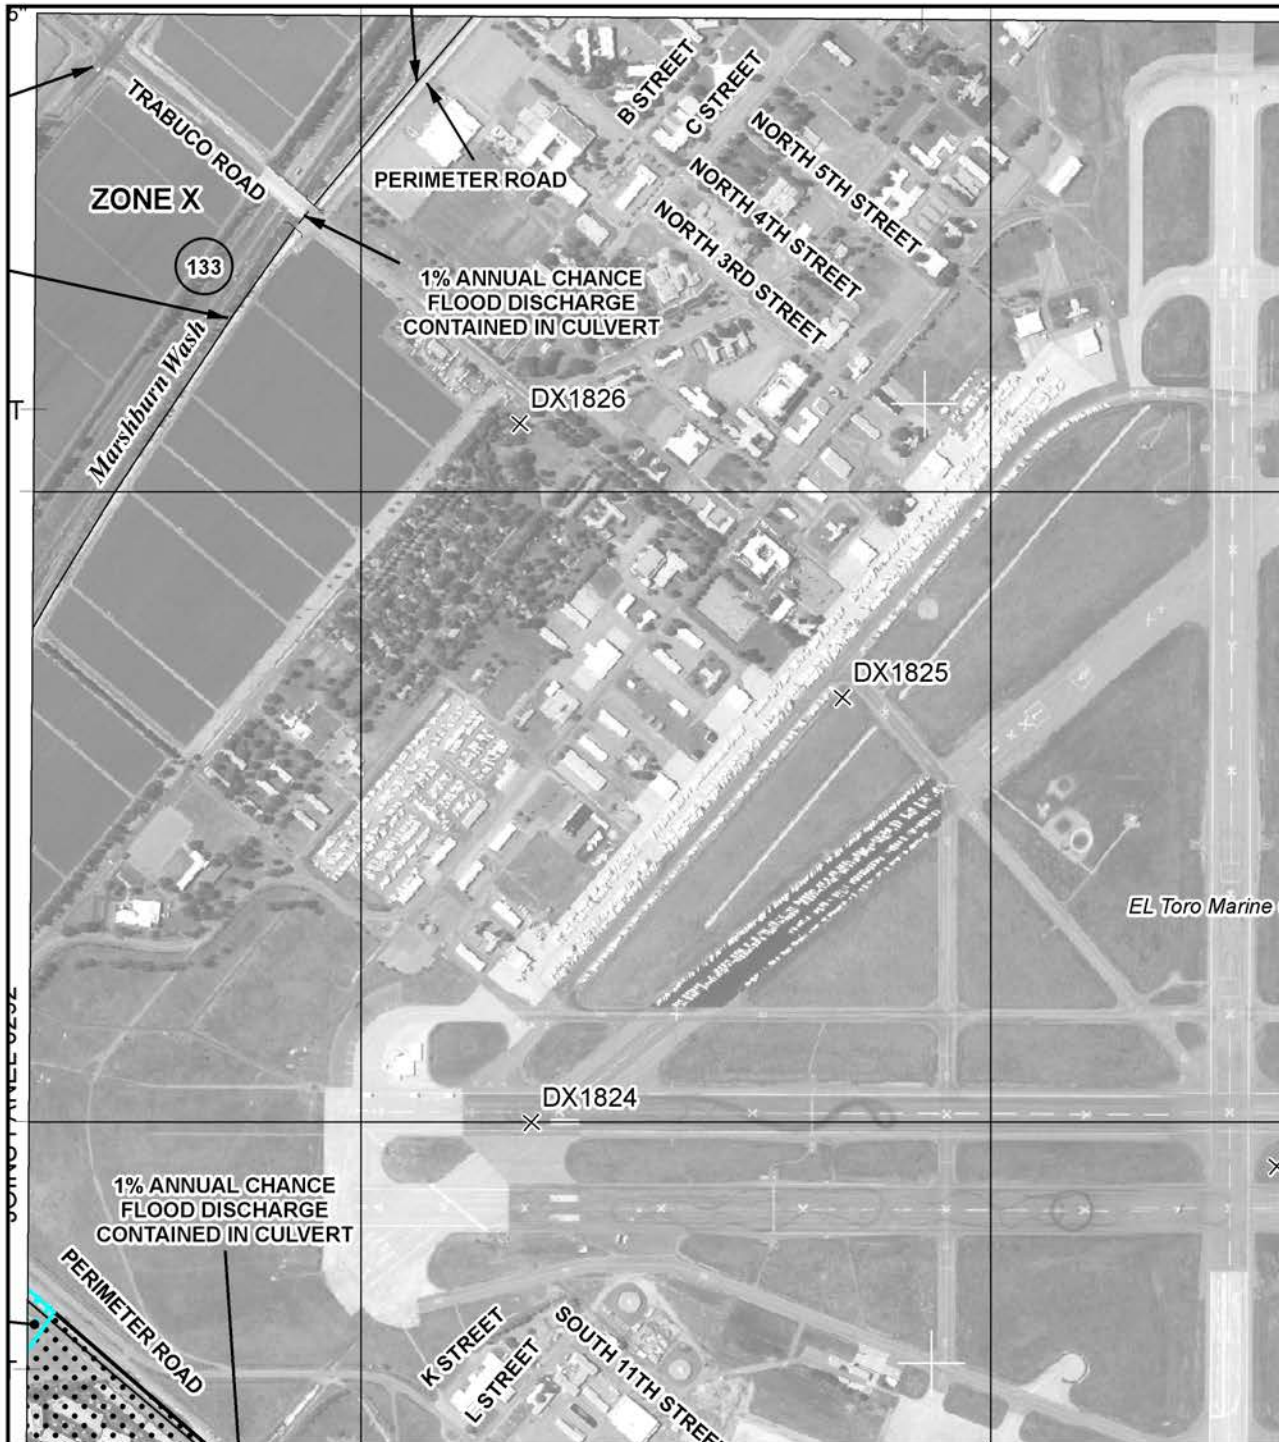 B STREET
C STREET
TRABUCO ROAD
NORTH 5TH STREET
PERIMETER ROAD
NORTH 4TH STREET
ZONE X
NORTH 3RD STREET
133
1% ANNUAL CHANCE
FLOOD DISCHARGE
CONTAINED IN CULVERT
Marshburn Wash
DX1826
T
DX1825
EL Toro Marine
DX1824
1% ANNUAL CHANCE
FLOOD DISCHARGE
CONTAINED IN CULVERT
PERIMETER ROAD
K STREET
L STREET
SOUTH 11TH STREET